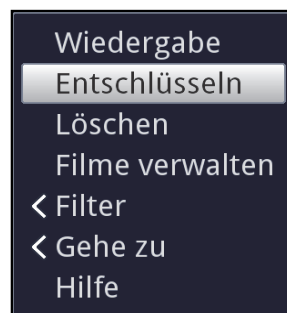 Wiedergabe
Entschlüsseln
Löschen
Filme verwalten
Filter
Gehe zu
Hilfe